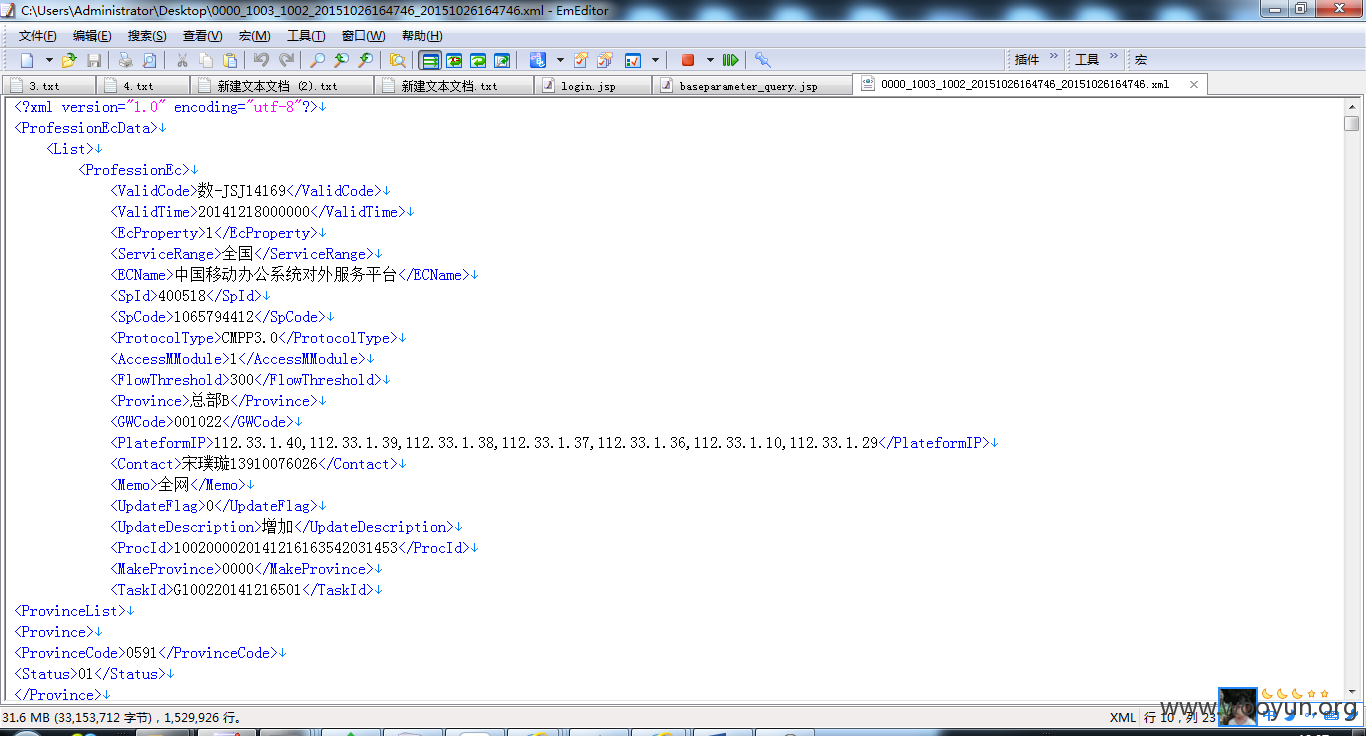 C:\Users\Administrator\Desktop\0000_1003_1002_20151026164746_20151026164746.xml - EmEditor
文件(F) 编辑(E) 搜索(S) 查看(V) 宏(M) 工具(T) 窗口(W) 帮助(H)
插件 » 工具 » 宏
3.txt 4.txt 新建文本文档 (2).txt 新建文本文档.txt login.jsp baseparameter_query.jsp 0000_1003_1002_20151026164746_20151026164746.xml
<?xml version="1.0" encoding="utf-8"?>↓
<ProfessionEcData>↓
<List>↓
<ProfessionEc>↓
<ValidCode>数-JSJ14169</ValidCode>↓
<ValidTime>20141218000000</ValidTime>↓
<EcProperty>1</EcProperty>↓
<ServiceRange>全国</ServiceRange>↓
<ECName>中国移动办公系统对外服务平台</ECName>↓
<SpId>400518</SpId>↓
<SpCode>1065794412</SpCode>↓
<ProtocolType>CMPP3.0</ProtocolType>↓
<AccessMModule>1</AccessMModule>↓
<FlowThreshold>300</FlowThreshold>↓
<Province>总部B</Province>↓
<GWCode>001022</GWCode>↓
<PlateformIP>112.33.1.40,112.33.1.39,112.33.1.38,112.33.1.37,112.33.1.36,112.33.1.10,112.33.1.29</PlateformIP>↓
<Contact>宋璞璇13910076026</Contact>↓
<Memo>全网</Memo>↓
<UpdateFlag>0</UpdateFlag>↓
<UpdateDescription>增加</UpdateDescription>↓
<ProcId>10020000201412161635420314​53</ProcId>↓
<MakeProvince>0000</MakeProvince>↓
<TaskId>G100220141216501</TaskId>↓
<ProvinceList>↓
<Province>↓
<ProvinceCode>0591</ProvinceCode>↓
<Status>01</Status>↓
</Province>↓
31.6 MB (33,153,712 字节)，1,529,926 行。 XML 行 10，列 23
www.wooyun.org